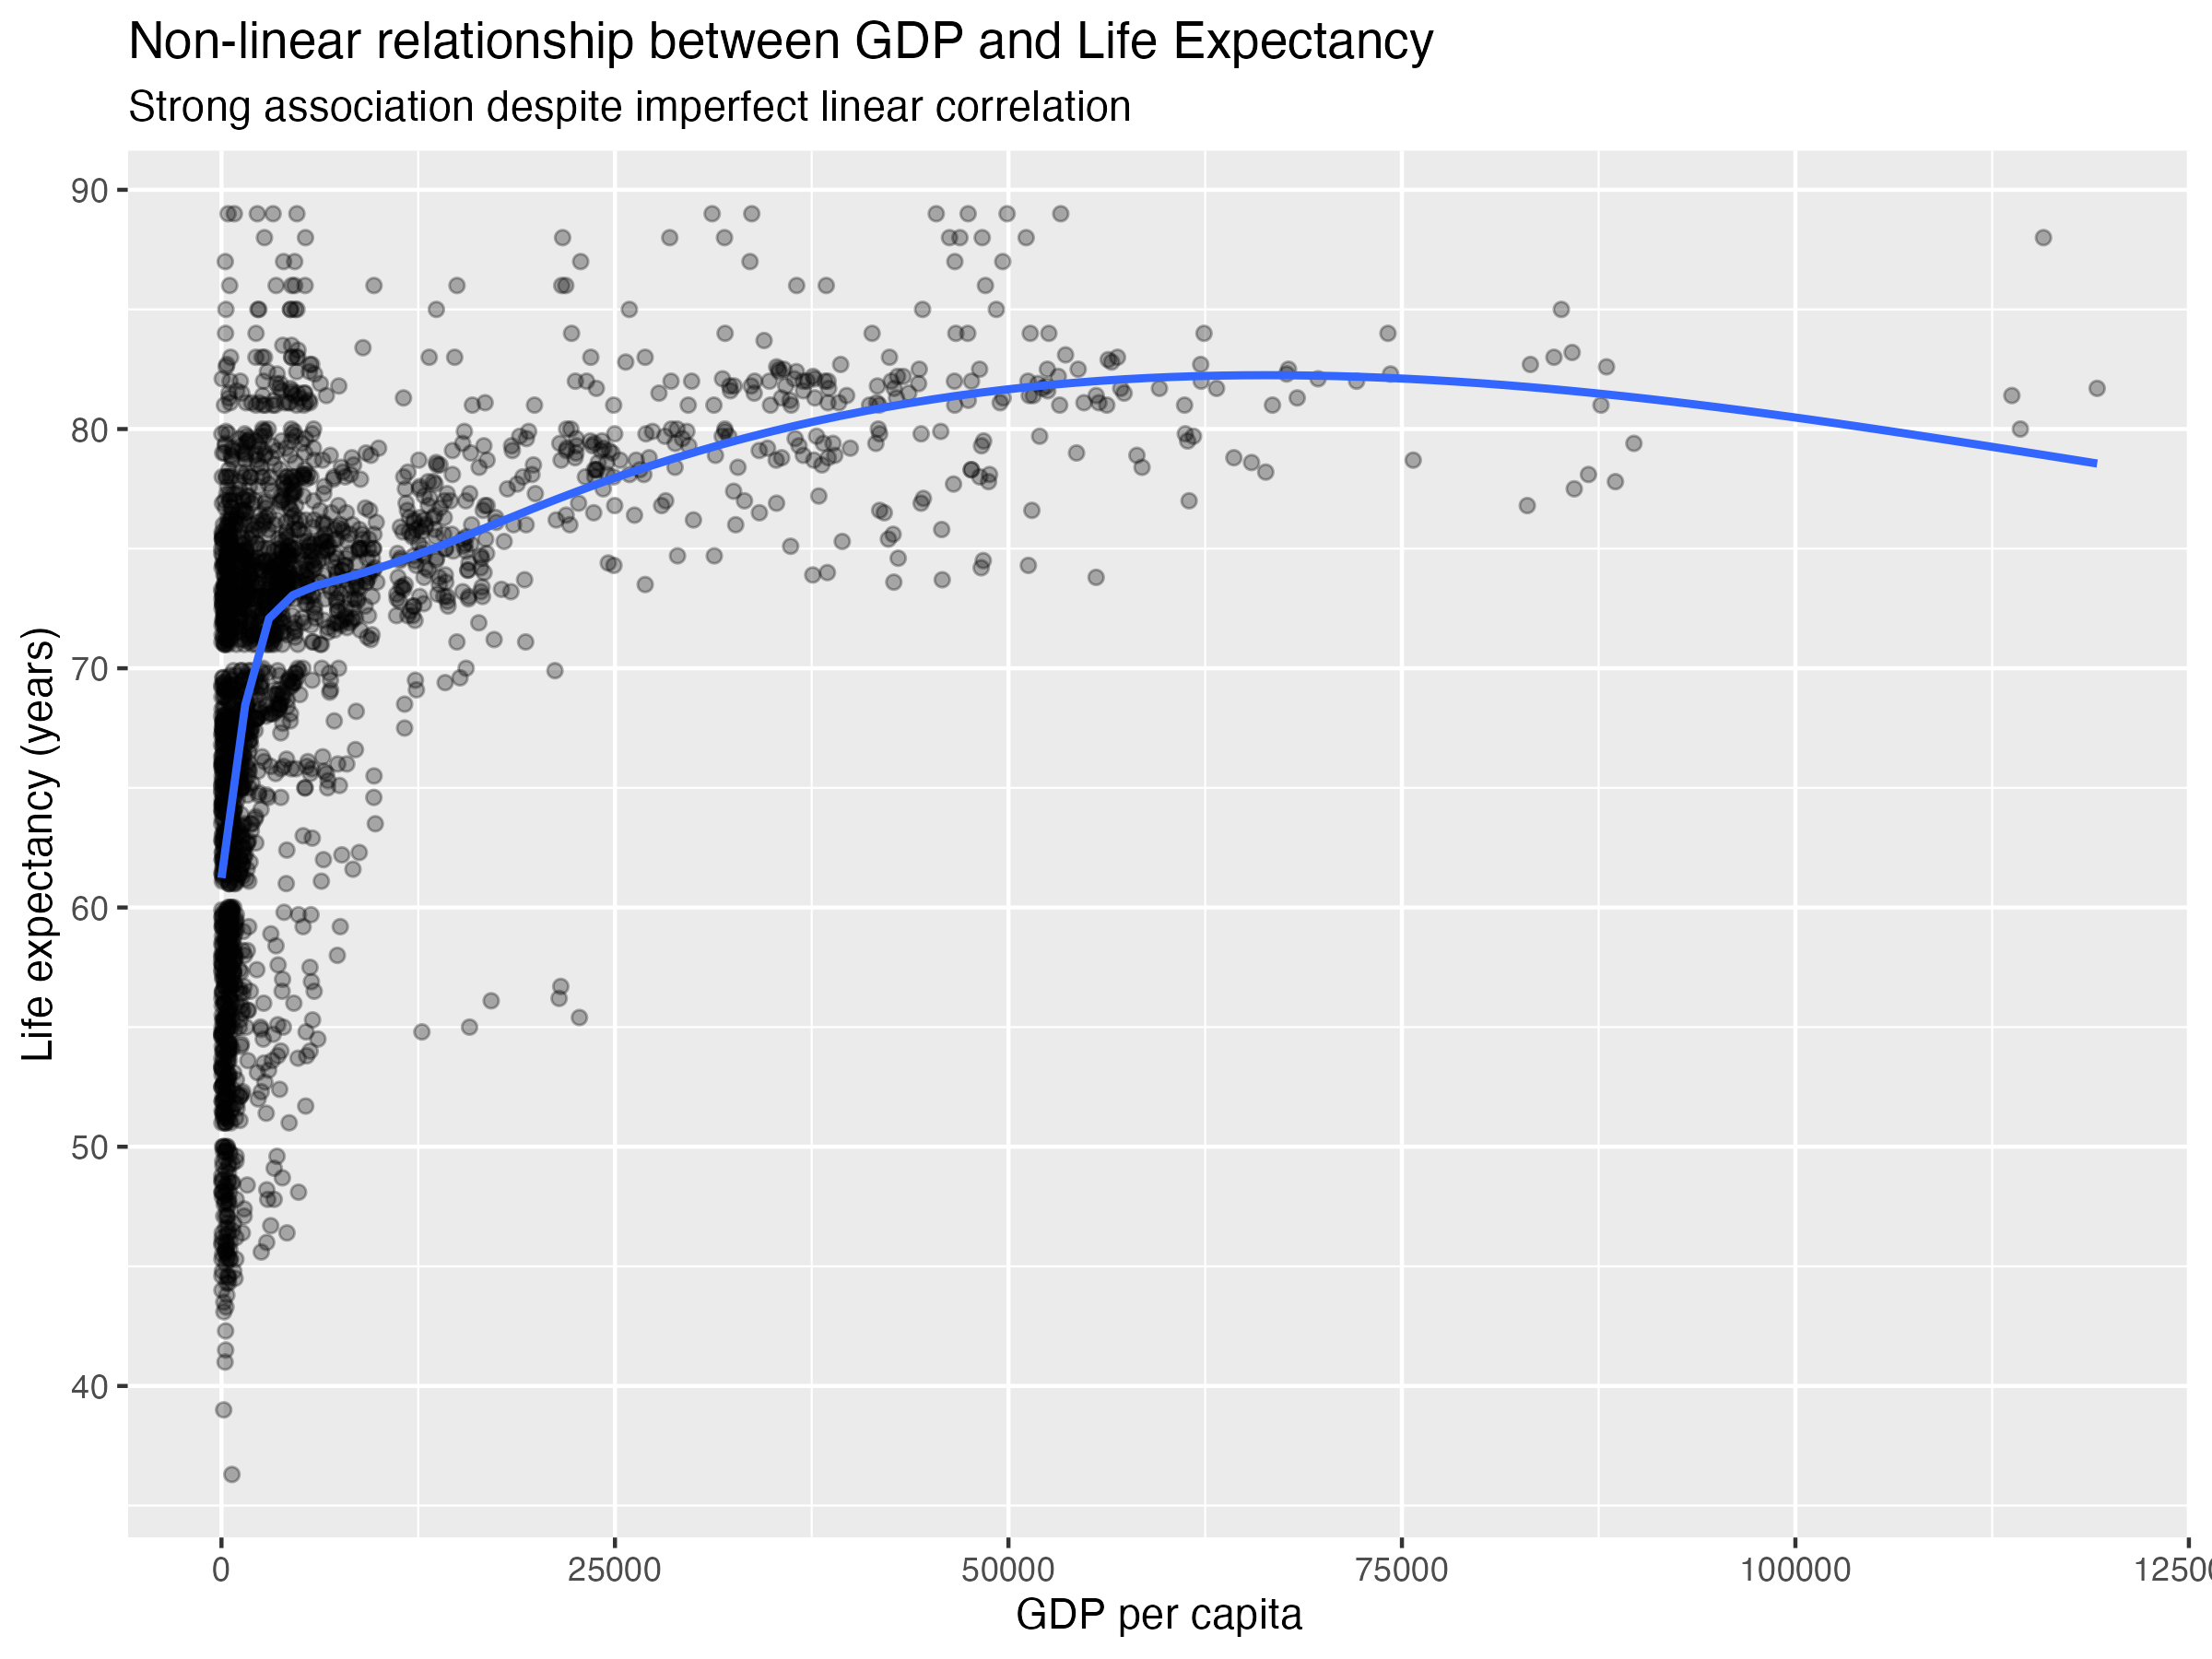 Non-linear relationship between GDP and Life Expectancy
Strong association despite imperfect linear correlation
Life expectancy (years)
90
80
70
60
50
40
0
25000
50000
75000
100000
GDP per capita